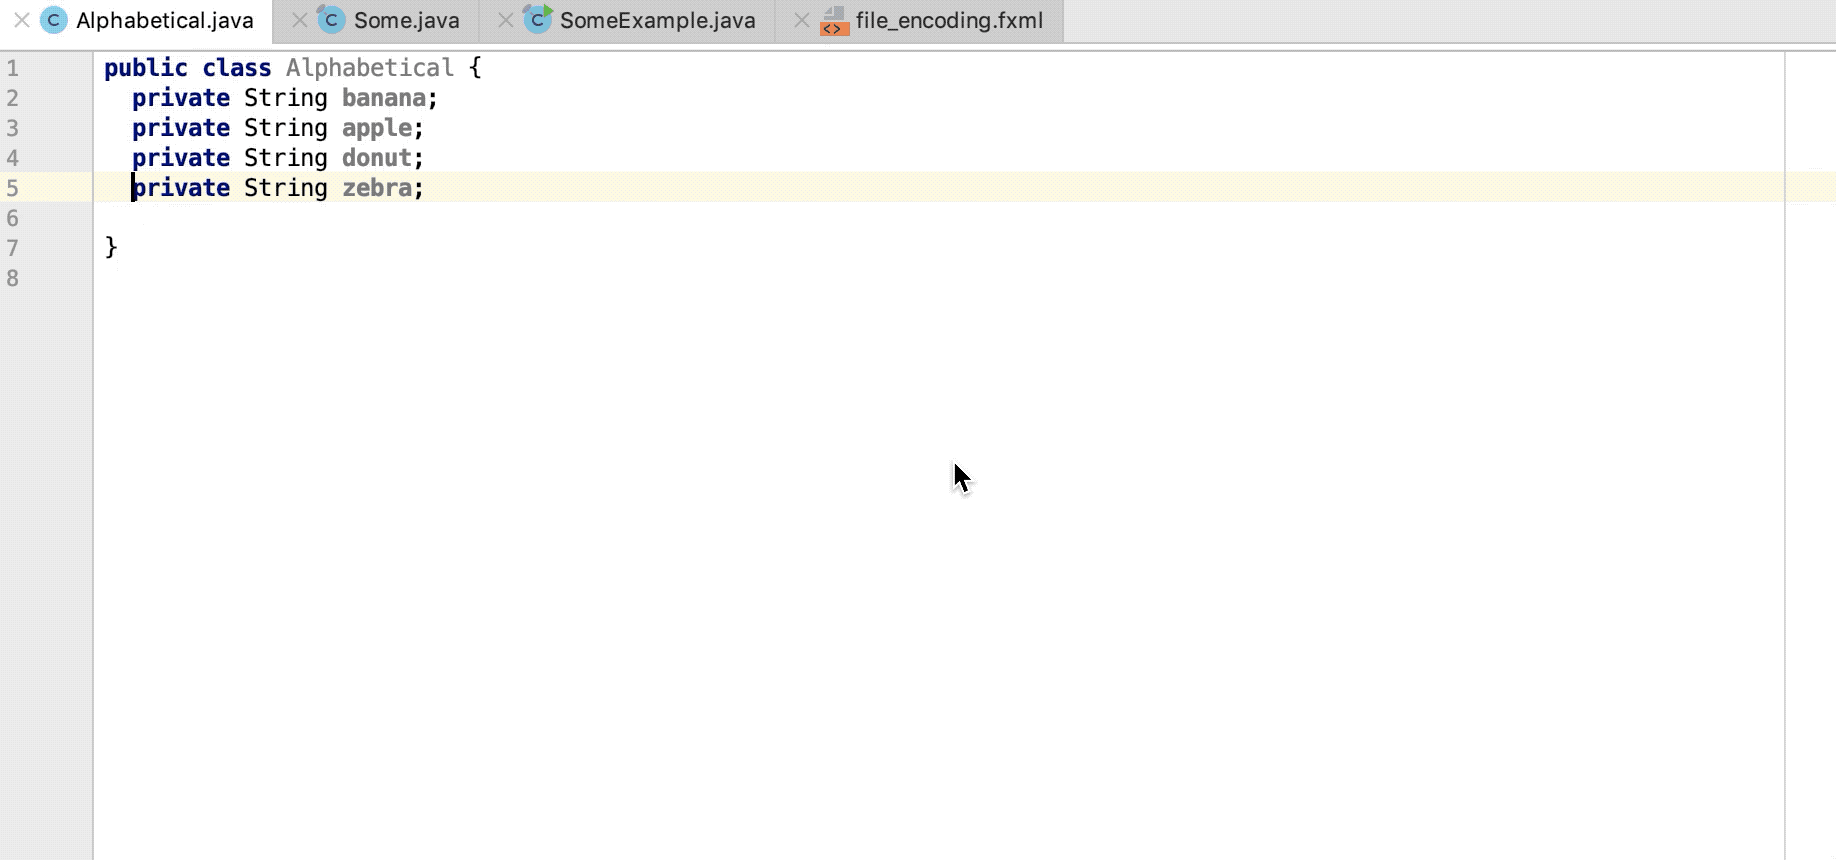 Alphabetical.java Some.java SomeExample.java file_encoding.fxml
1 public class Alphabetical {
2   private String banana;
3   private String apple;
4   private String donut;
5   private String zebra;
6
7 }
8